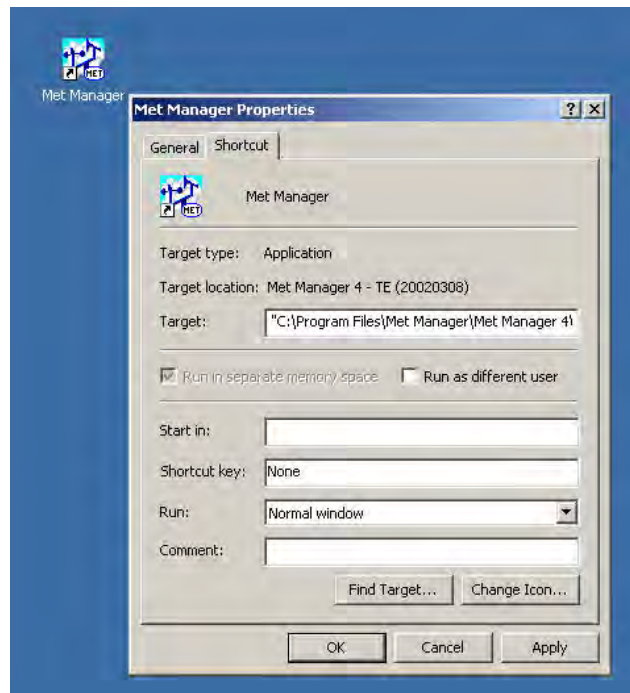 MET
Met Manager
Met Manager Properties
? ×
General Shortcut
MET
Met Manager
Target type: Application
Target location: Met Manager 4 - TE (20020308)
Target: "C:\Program Files\Met Manager\Met Manager 4\
Run in separate memory space Run as different user
Start in:
Shortcut key: None
Run: Normal window
Comment:
Find Target... Change Icon...
OK Cancel Apply